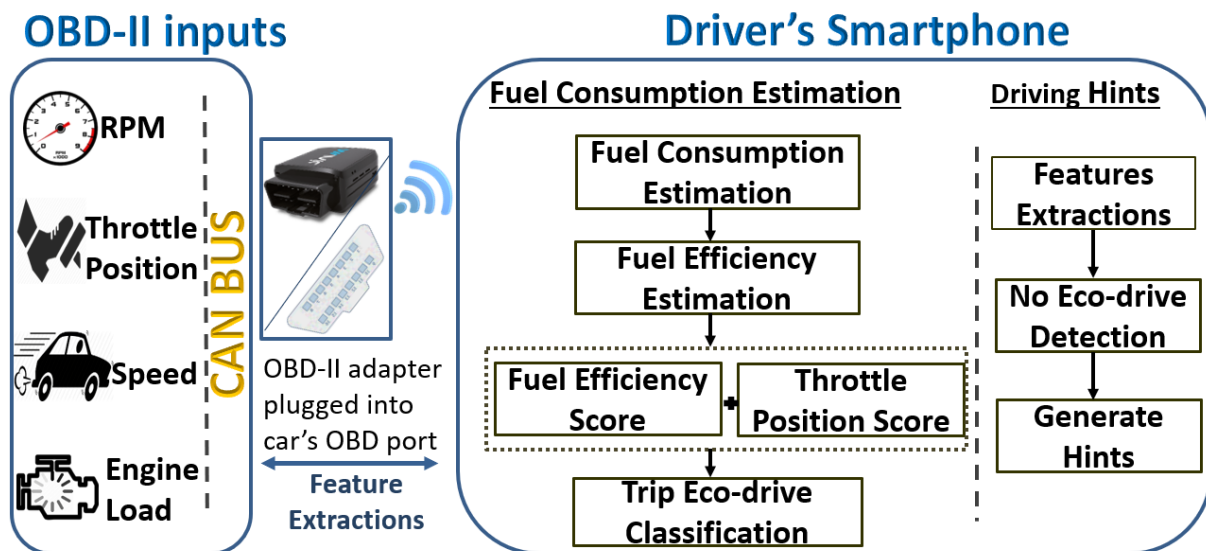 OBD-II inputs
RPM
Throttle
Position
Speed
Engine
Load
CAN BUS
OBD-II adapter
plugged into
car's OBD port
Feature
Extractions
Driver's Smartphone
Fuel Consumption Estimation
Fuel Consumption
Estimation
Fuel Efficiency
Estimation
Fuel Efficiency
Score
+
Throttle
Position Score
Trip Eco-drive
Classification
Driving Hints
Features
Extractions
No Eco-drive
Detection
Generate
Hints